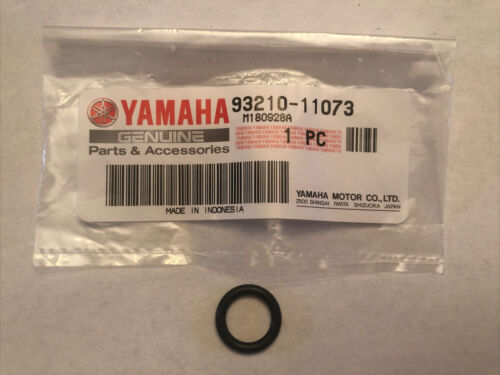 YAMAHA 93210-11073
M180928A
GENUINE
Parts & Accessories
1 PC
YAMAHA MOTOR CO.,LTD.
2500 SHINGAI IWATA SHIZUOKA JAPAN
MADE IN INDONESIA